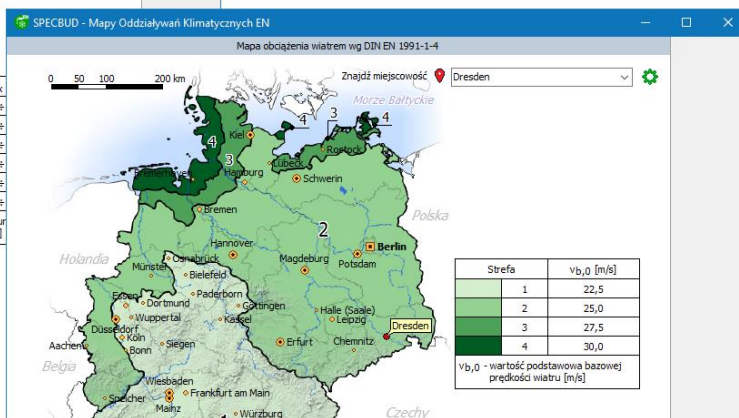 SPECBUD - Mapy Oddziaływań Klimatycznych EN
Mapa obciążenia wiatrem wg DIN EN 1991-1-4
0 50 100 200 km
Znajdź miejscowość Dresden
Morze Bałtyckie
4 3 4
Kiel
4
3
Rostock
Lübeck
Bremerhaven
Hamburg
Schwerin
Bremen
Polska
2
Berlin
Holandia
Hannover
Osnabrück
Magdeburg
Potsdam
Münster
Bielefeld
Paderborn
Essen
Dortmund
Göttingen
Halle (Saale)
Wuppertal
Kassel
Leipzig
Düsseldorf
Dresden
Köln
Aachen
Bonn
Siegen
Erfurt
Chemnitz
Belgia
Wiesbaden
Frankfurt am Main
Speicher
Mainz
Würzburg
Czechy
Strefa vb,0 [m/s]
1 22,5
2 25,0
3 27,5
4 30,0
vb,0 - wartość podstawowa bazowej
prędkości wiatru [m/s]